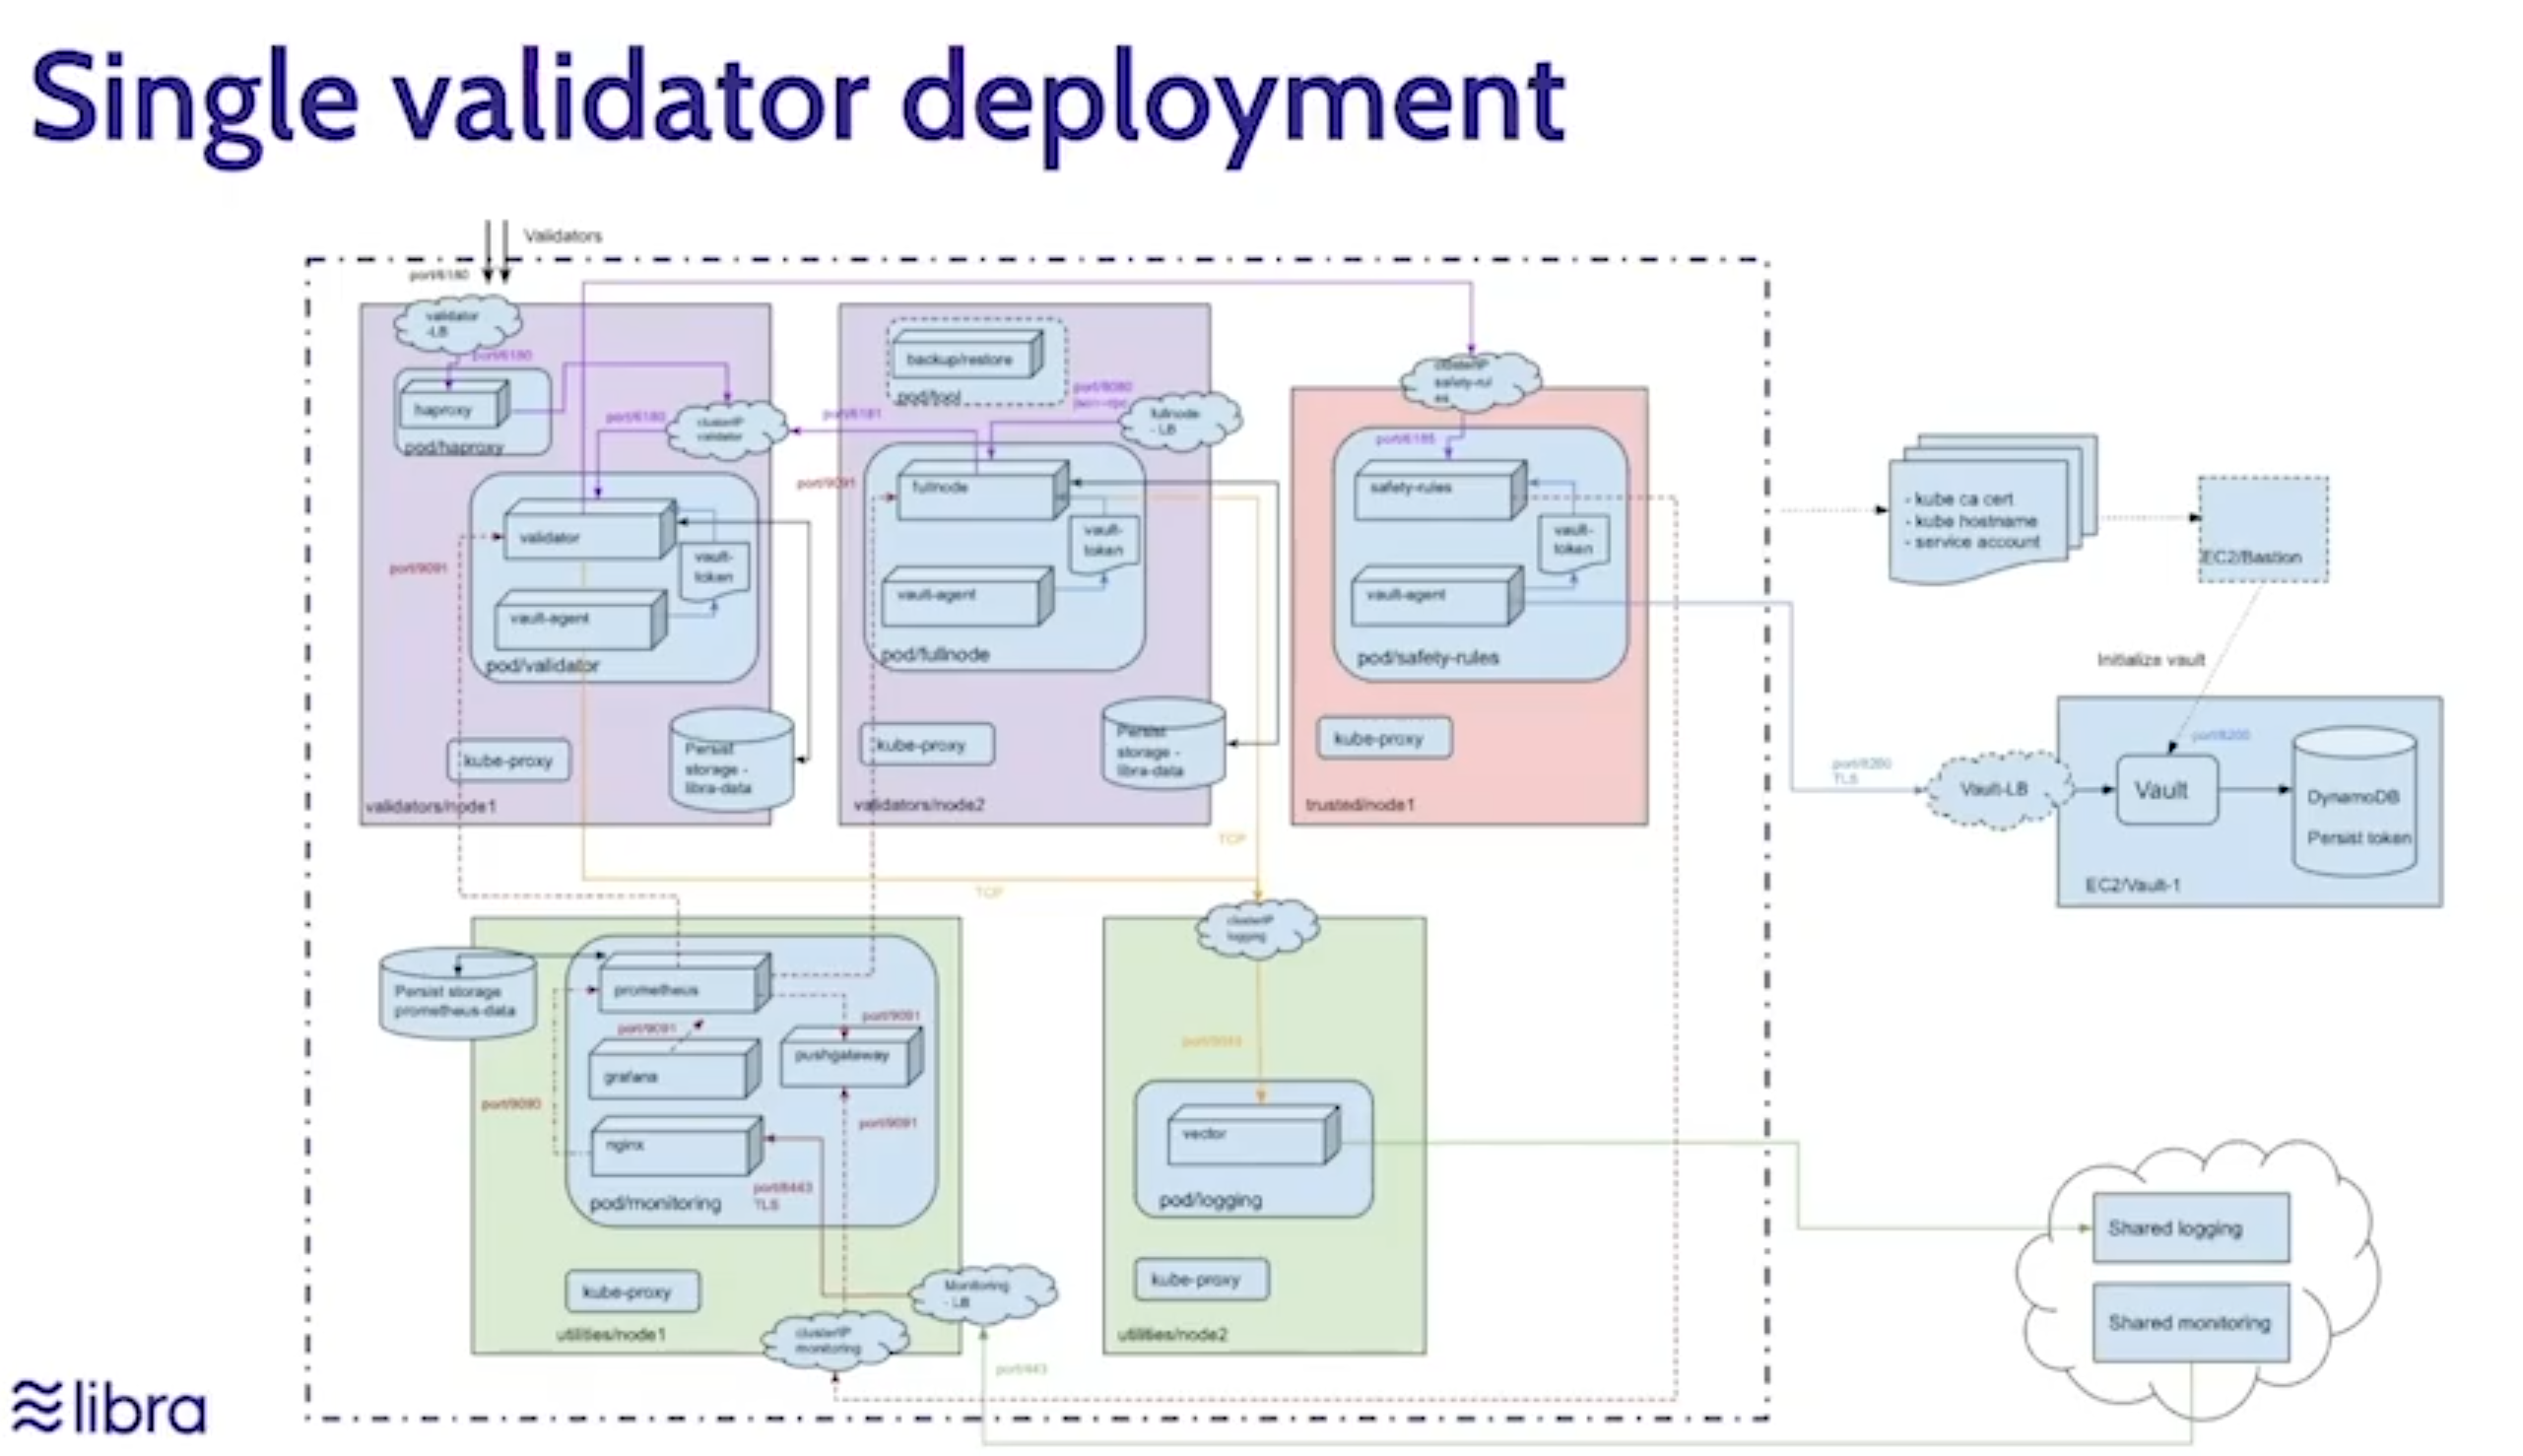 Single validator deployment
Validators
port/6180
validator
-LB
port/6180
haproxy
pod/haproxy
port/6180
clusterIP
validator
validator
vault-
token
vault-agent
pod/validator
port/9091
kube-proxy
Persist
storage -
libra-data
validators/node1
backup/restore
pod/tool
port/8080
json-rpc
fullnode
- LB
port/6181
port/9091
fullnode
vault-
token
vault-agent
pod/fullnode
kube-proxy
Persist
storage -
libra-data
validators/node2
clusterIP
safety-rul
es
port/6185
safety-rules
vault-
token
vault-agent
pod/safety-rules
kube-proxy
trusted/node1
- kube ca cert
- kube hostname
- service account
EC2/Bastion
Initialize vault
port/8200
port/8200
TLS
Vault-LB
Vault
DynamoDB
Persist token
EC2/Vault-1
TCP
TCP
Persist storage
prometheus-data
prometheus
port/9091
port/9091
pushgateway
grafana
port/9090
port/9091
nginx
port/8443
TLS
pod/monitoring
kube-proxy
Monitoring
- LB
utilities/node1
clusterIP
monitoring
port/443
clusterIP
logging
vector
pod/logging
kube-proxy
utilities/node2
Shared logging
Shared monitoring
libra